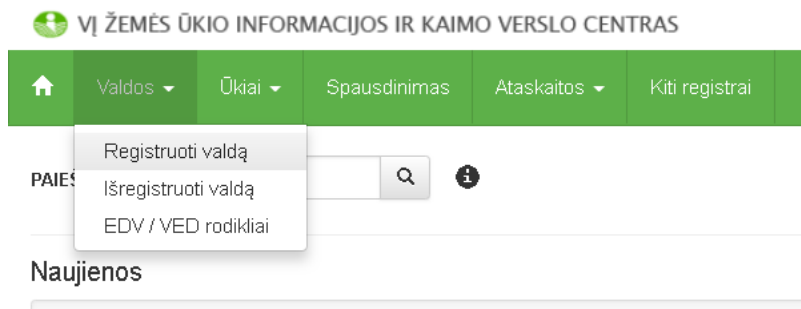 VĮ ŽEMĖS ŪKIO INFORMACIJOS IR KAIMO VERSLO CENTRAS
Valdos Ūkiai Spausdinimas Ataskaitos Kiti registrai
Registruoti valdą
Išregistruoti valdą
EDV / VED rodikliai
Naujienos